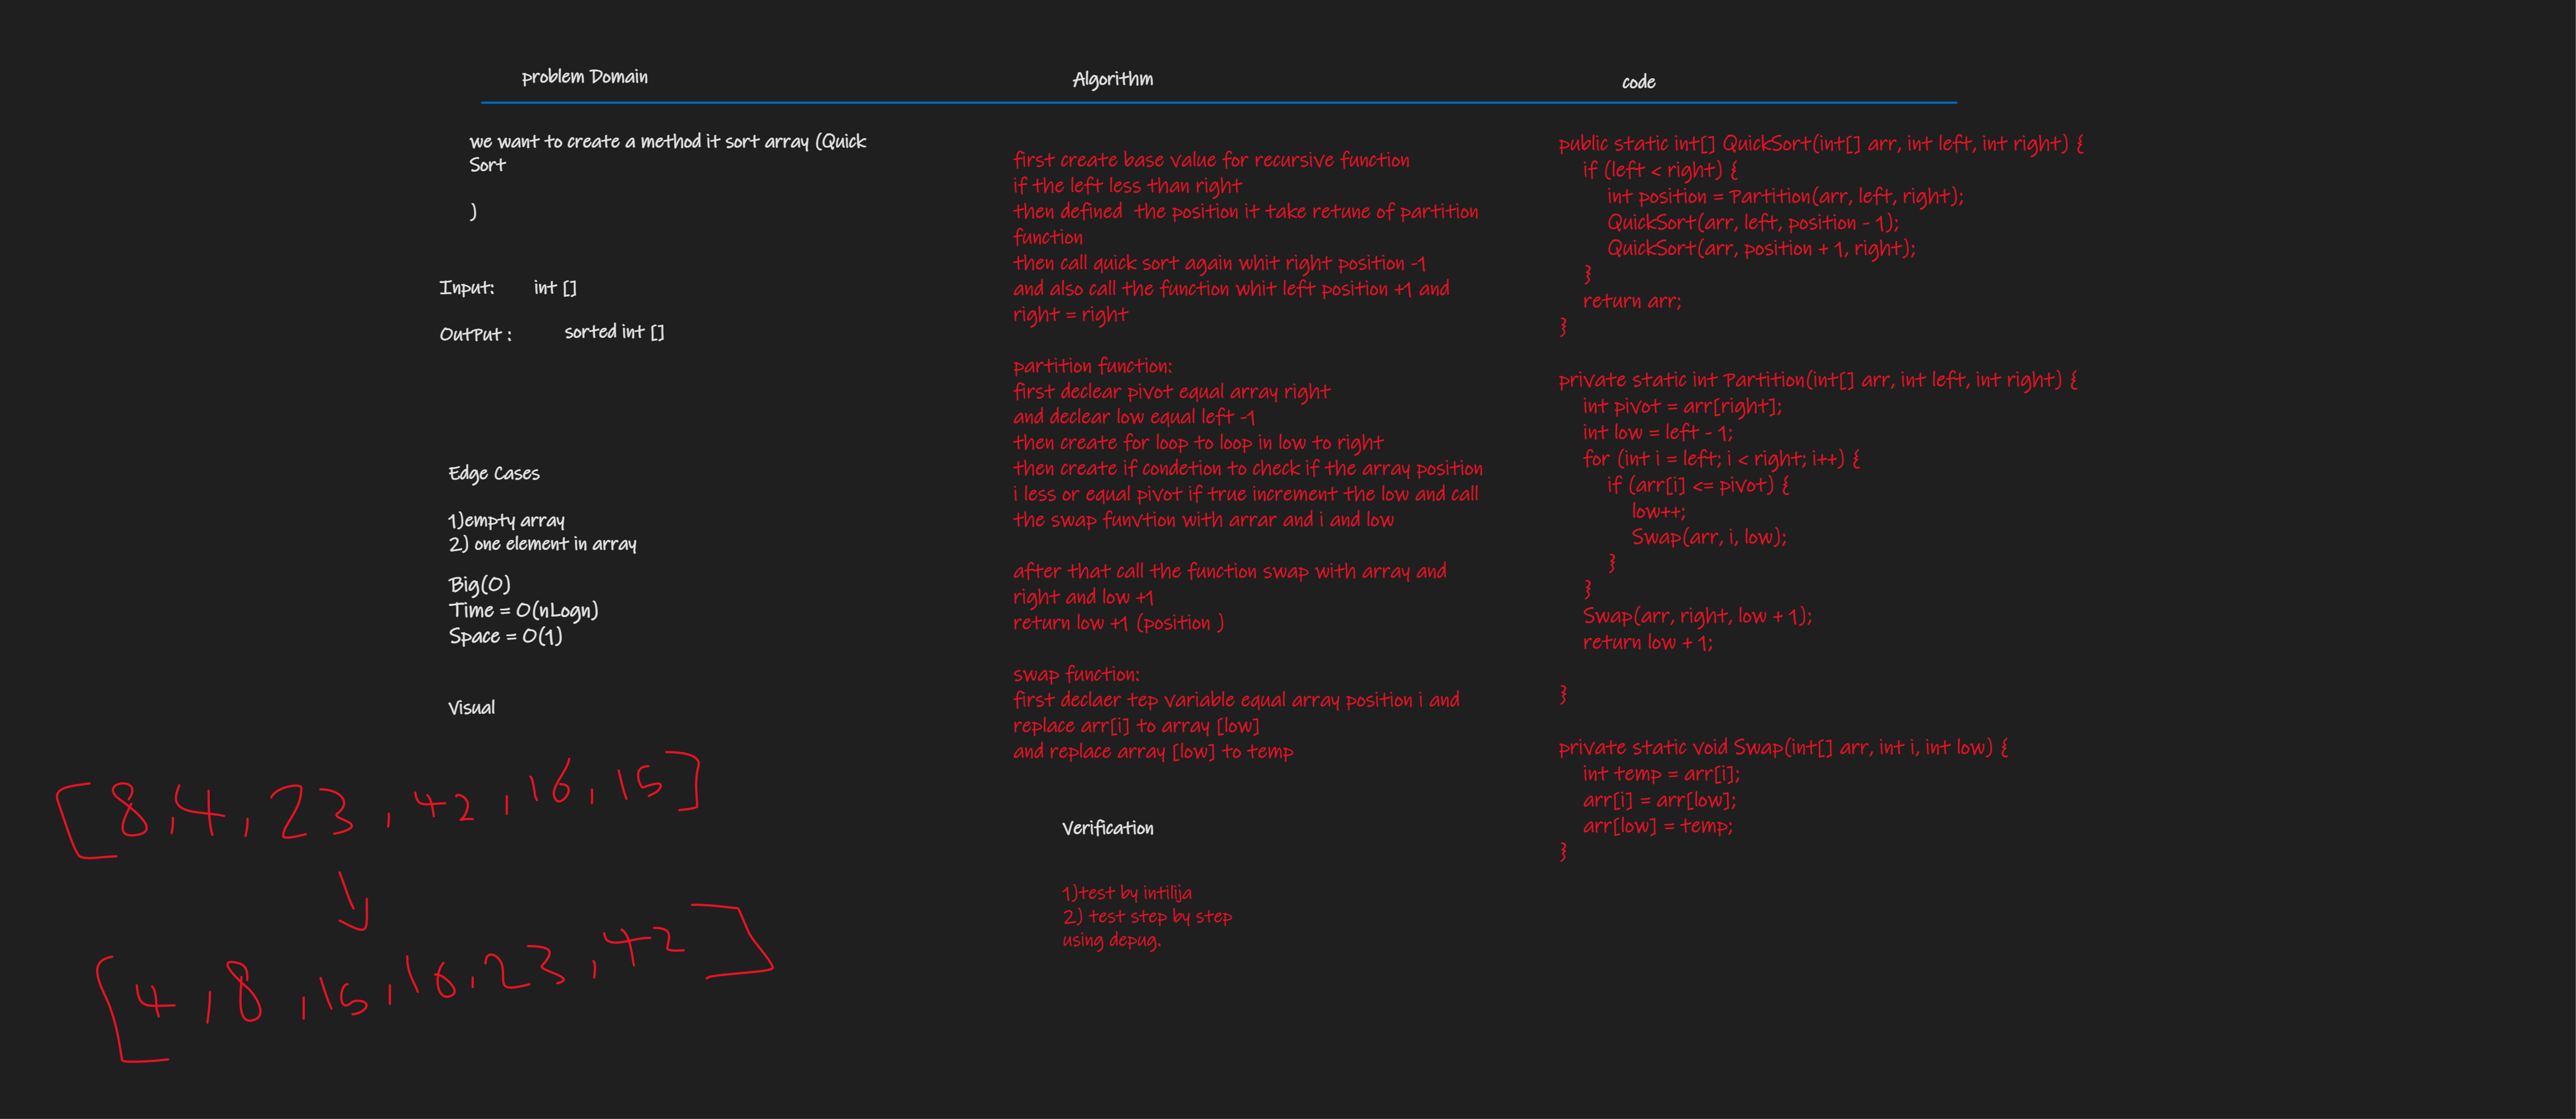 problem Domain
we want to create a method it sort array (Quick
Sort
)
Input: int []
OutPut : sorted int []
Edge Cases
1)empty array
2) one element in array
Big(O)
Time = O(nLogn)
Space = O(1)
Visual
[8,4,23,42,16,15]
[4,8,15,16,23,42]
Algorithm
first create base value for recursive function
if the left less than right
then defined  the position it take retune of partition
function
then call quick sort again whit right position -1
and also call the function whit left position +1 and
right = right
partition function:
first declear pivot equal array right
and declear low equal left -1
then create for loop to loop in low to right
then create if condetion to check if the array position
i less or equal pivot if true increment the low and call
the swap funvtion with arrar and i and low
after that call the function swap with array and
right and low +1
return low +1 (position )
swap function:
first declaer tep variable equal array position i and
replace arr[i] to array [low]
and replace array [low] to temp
Verification
1)test by intilija
2) test step by step
using depug.
code
public static int[] QuickSort(int[] arr, int left, int right) {
if (left < right) {
int position = Partition(arr, left, right);
QuickSort(arr, left, position - 1);
QuickSort(arr, position + 1, right);
}
return arr;
}
private static int Partition(int[] arr, int left, int right) {
int pivot = arr[right];
int low = left - 1;
for (int i = left; i < right; i++) {
if (arr[i] <= pivot) {
low++;
Swap(arr, i, low);
}
}
Swap(arr, right, low + 1);
return low + 1;
}
private static void Swap(int[] arr, int i, int low) {
int temp = arr[i];
arr[i] = arr[low];
arr[low] = temp;
}